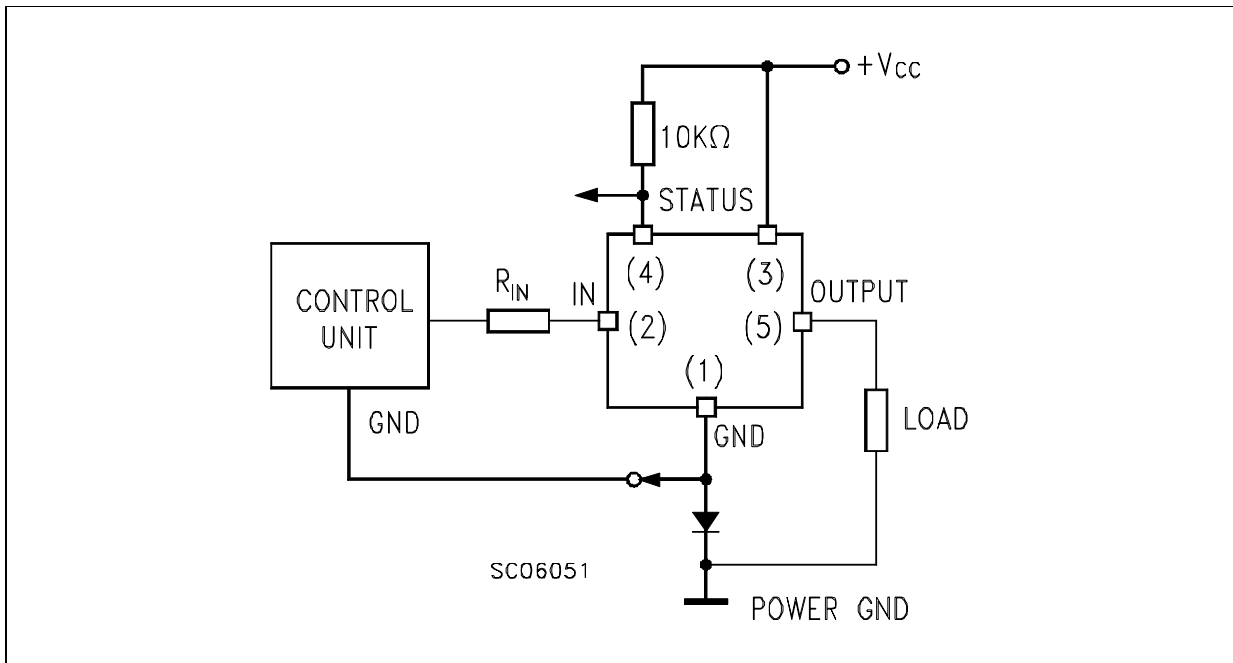 +VCC
10KΩ
STATUS
(4)
(3)
CONTROL
UNIT
RIN
IN
(2)
(5)
OUTPUT
(1)
GND
GND
LOAD
SC06051
POWER GND